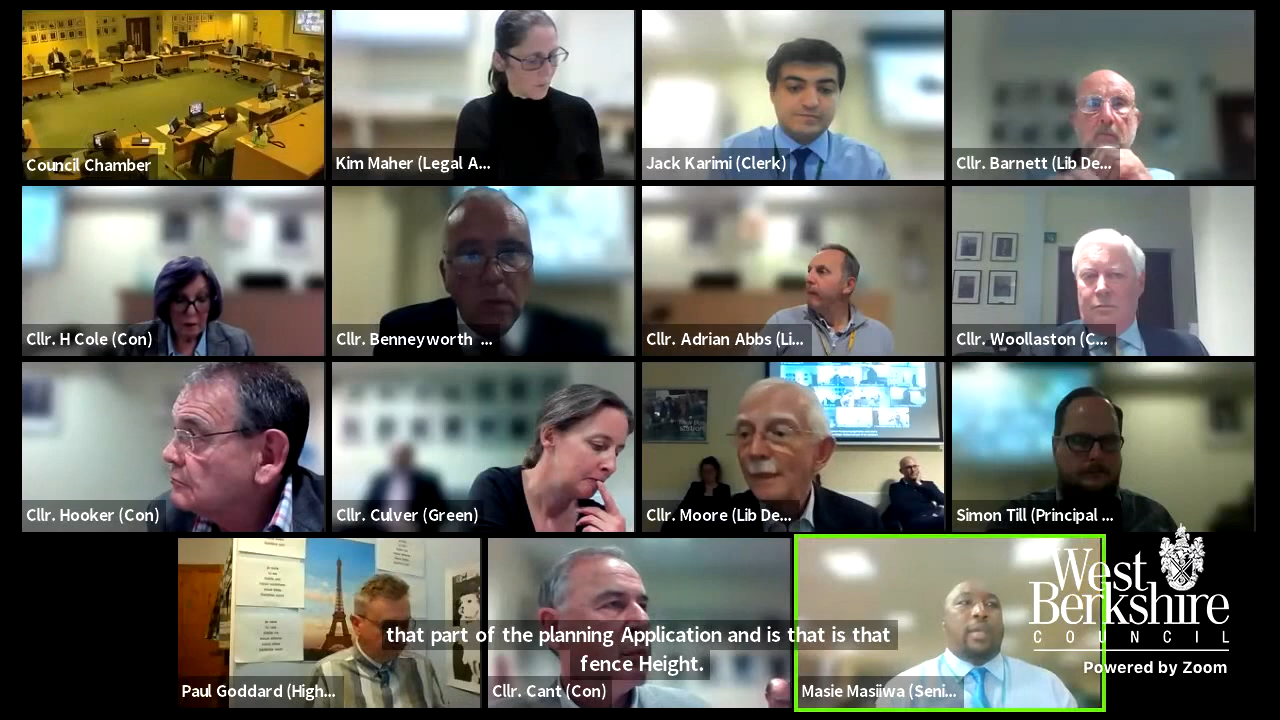 Council Chamber
Kim Maher (Legal A...
Jack Karimi (Clerk)
Cllr. Barnett (Lib De...
Cllr. H Cole (Con)
Cllr. Benneyworth ...
Cllr. Adrian Abbs (Li...
Cllr. Woollaston (C...
Cllr. Hooker (Con)
Cllr. Culver (Green)
Cllr. Moore (Lib De...
Simon Till (Principal ...
that part of the planning Application and is that is that
fence Height.
Paul Goddard (High...
Cllr. Cant (Con)
Masie Masiiwa (Seni...
West
Berkshire
COUNCIL
Powered by Zoom